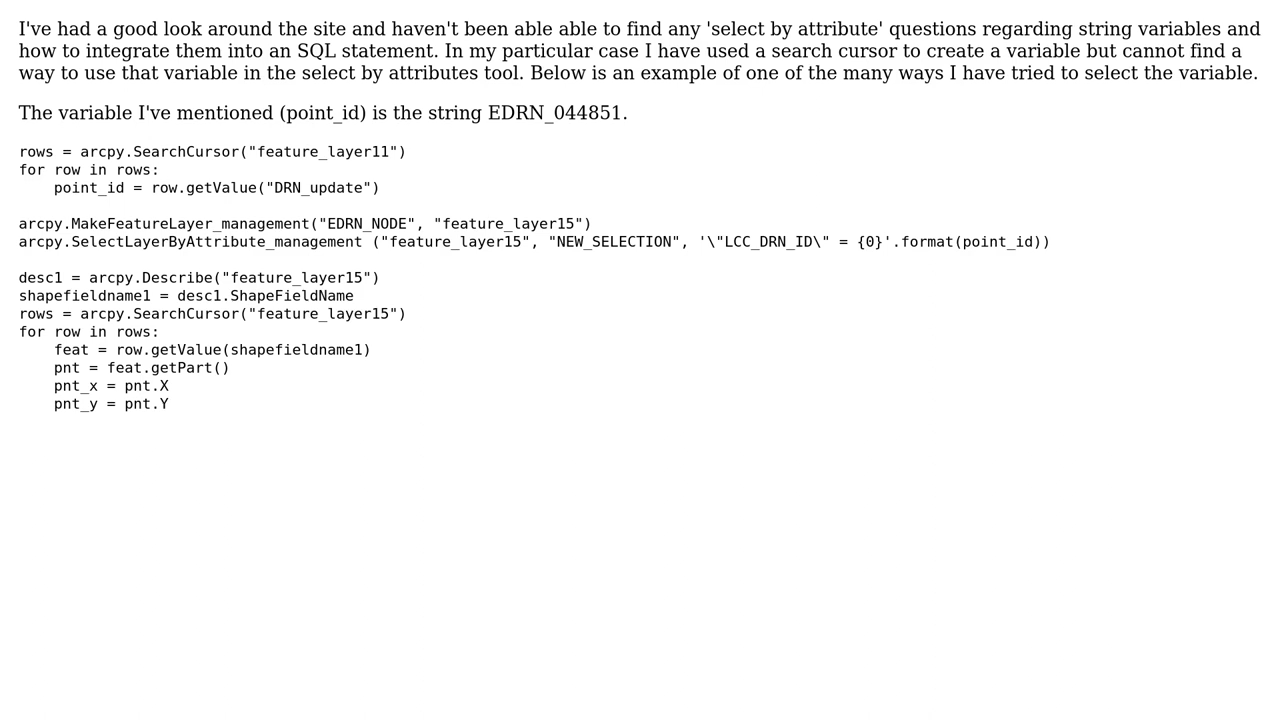 I've had a good look around the site and haven't been able able to find any 'select by attribute' questions regarding string variables and
how to integrate them into an SQL statement. In my particular case I have used a search cursor to create a variable but cannot find a
way to use that variable in the select by attributes tool. Below is an example of one of the many ways I have tried to select the variable.
The variable I've mentioned (point_id) is the string EDRN_044851.
rows = arcpy.SearchCursor("feature_layer11")
for row in rows:
    point_id = row.getValue("DRN_update")
arcpy.MakeFeatureLayer_management("EDRN_NODE", "feature_layer15")
arcpy.SelectLayerByAttribute_management ("feature_layer15", "NEW_SELECTION", '\"LCC_DRN_ID\" = {0}'.format(point_id))
desc1 = arcpy.Describe("feature_layer15")
shapefieldname1 = desc1.ShapeFieldName
rows = arcpy.SearchCursor("feature_layer15")
for row in rows:
    feat = row.getValue(shapefieldname1)
    pnt = feat.getPart()
    pnt_x = pnt.X
    pnt_y = pnt.Y